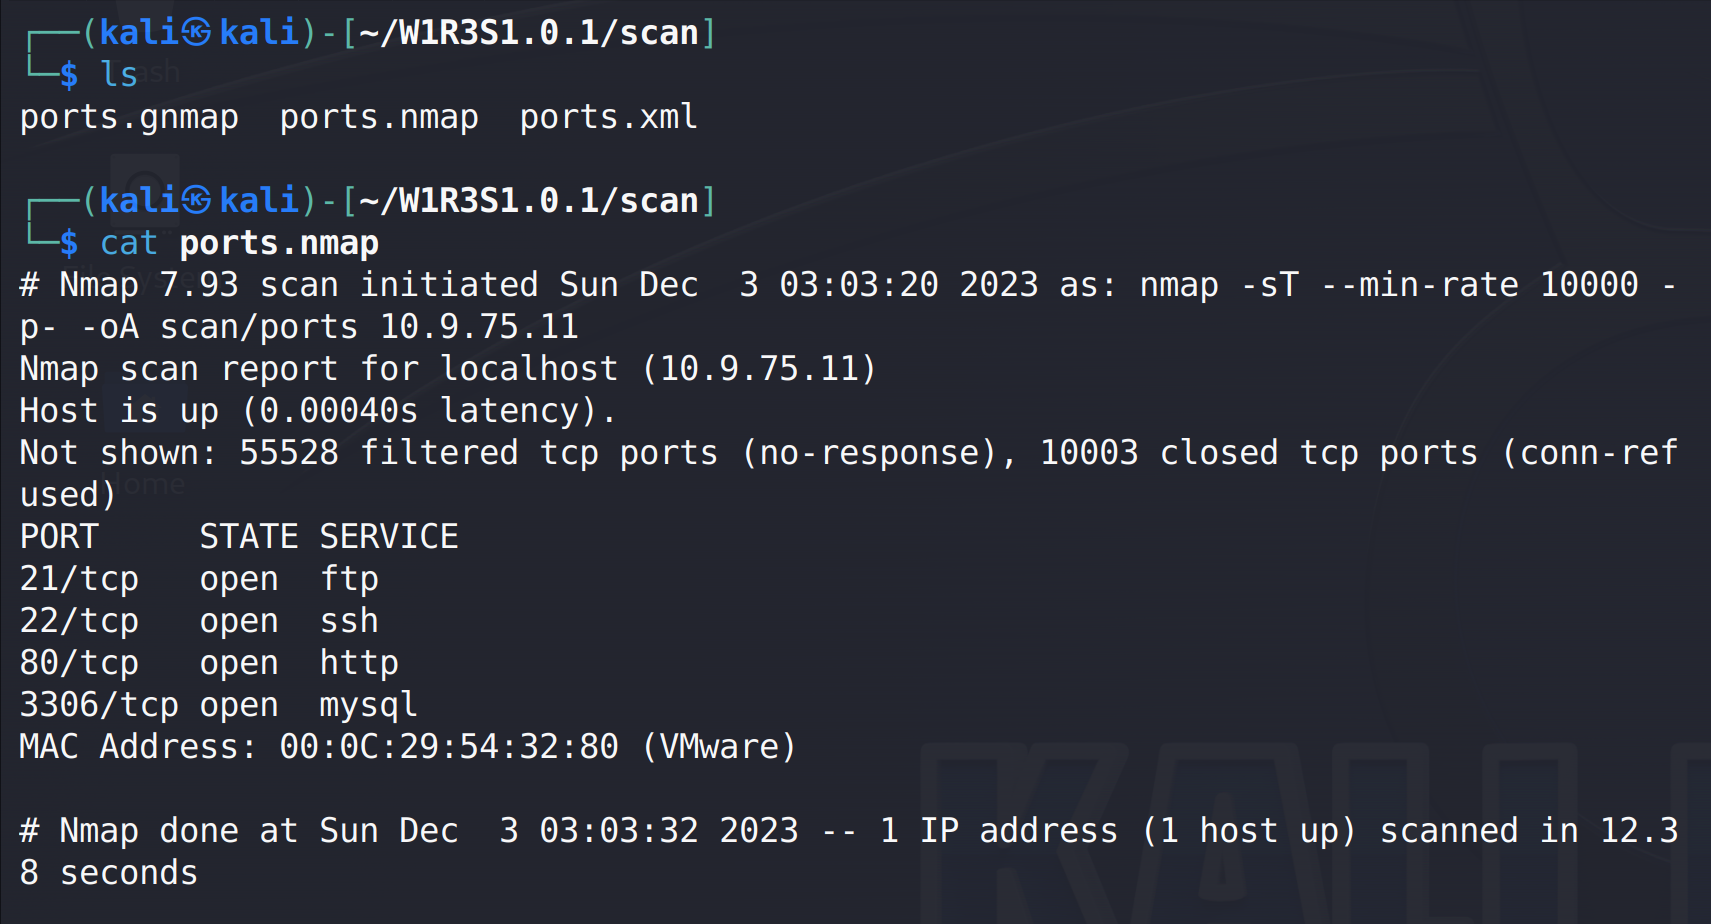 ┌──(kali㉿kali)-[~/W1R3S1.0.1/scan]
└─$ ls
ports.gnmap  ports.nmap  ports.xml

┌──(kali㉿kali)-[~/W1R3S1.0.1/scan]
└─$ cat ports.nmap
# Nmap 7.93 scan initiated Sun Dec  3 03:03:20 2023 as: nmap -sT --min-rate 10000 -
p- -oA scan/ports 10.9.75.11
Nmap scan report for localhost (10.9.75.11)
Host is up (0.00040s latency).
Not shown: 55528 filtered tcp ports (no-response), 10003 closed tcp ports (conn-ref
used)
PORT     STATE SERVICE
21/tcp   open  ftp
22/tcp   open  ssh
80/tcp   open  http
3306/tcp open  mysql
MAC Address: 00:0C:29:54:32:80 (VMware)

# Nmap done at Sun Dec  3 03:03:32 2023 -- 1 IP address (1 host up) scanned in 12.3
8 seconds
Home